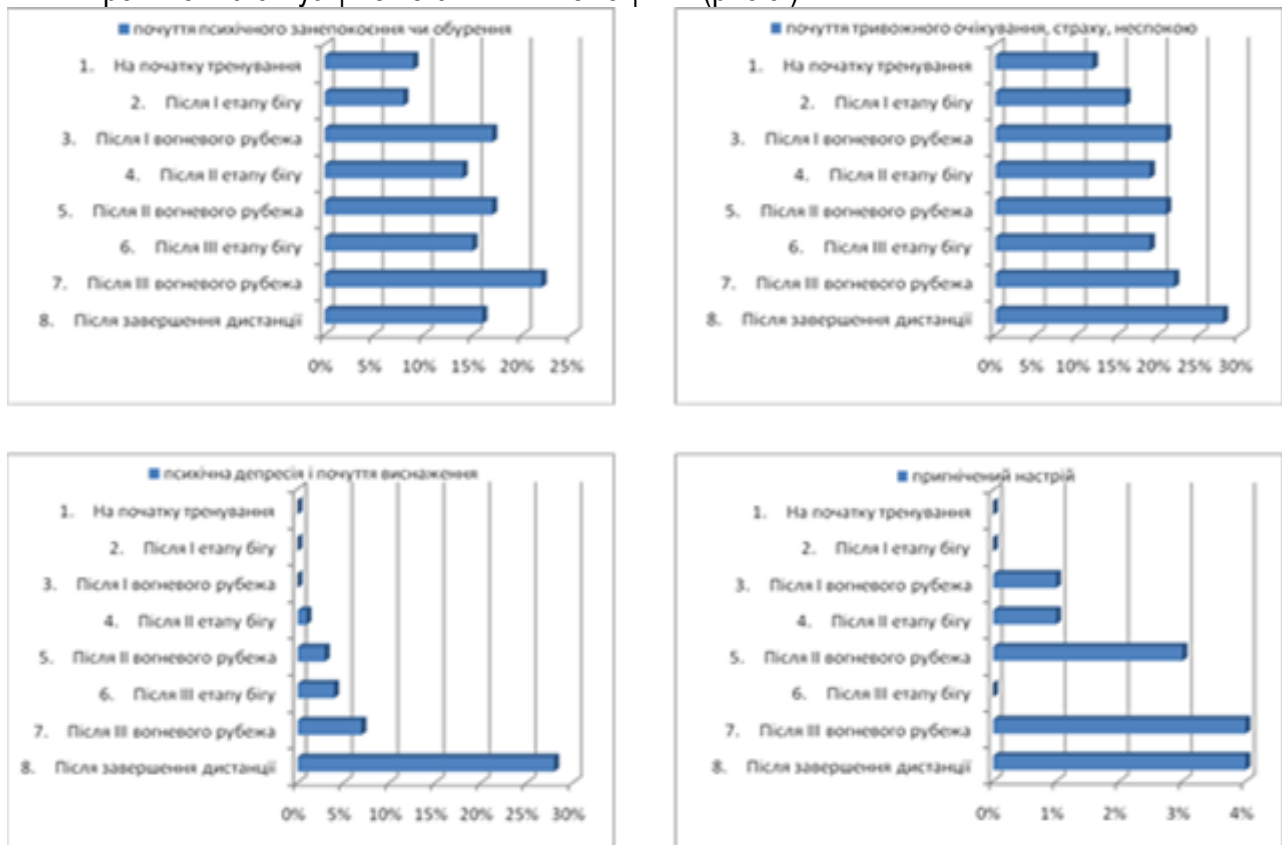 почуття психічного занепокоєння чи обурення
1. На початку тренування
2. Після І етапу бігу
3. Після І вогневого рубежа
4. Після ІІ етапу бігу
5. Після ІІ вогневого рубежа
6. Після ІІІ етапу бігу
7. Після ІІІ вогневого рубежа
8. Після завершення дистанції
0% 5% 10% 15% 20% 25%
почуття тривожного очікування, страху, неспокою
1. На початку тренування
2. Після І етапу бігу
3. Після І вогневого рубежа
4. Після ІІ етапу бігу
5. Після ІІ вогневого рубежа
6. Після ІІІ етапу бігу
7. Після ІІІ вогневого рубежа
8. Після завершення дистанції
0% 5% 10% 15% 20% 25% 30%
психічна депресія і почуття виснаження
1. На початку тренування
2. Після І етапу бігу
3. Після І вогневого рубежа
4. Після ІІ етапу бігу
5. Після ІІ вогневого рубежа
6. Після ІІІ етапу бігу
7. Після ІІІ вогневого рубежа
8. Після завершення дистанції
0% 5% 10% 15% 20% 25% 30%
пригнічений настрій
1. На початку тренування
2. Після І етапу бігу
3. Після І вогневого рубежа
4. Після ІІ етапу бігу
5. Після ІІ вогневого рубежа
6. Після ІІІ етапу бігу
7. Після ІІІ вогневого рубежа
8. Після завершення дистанції
0% 1% 2% 3% 4%